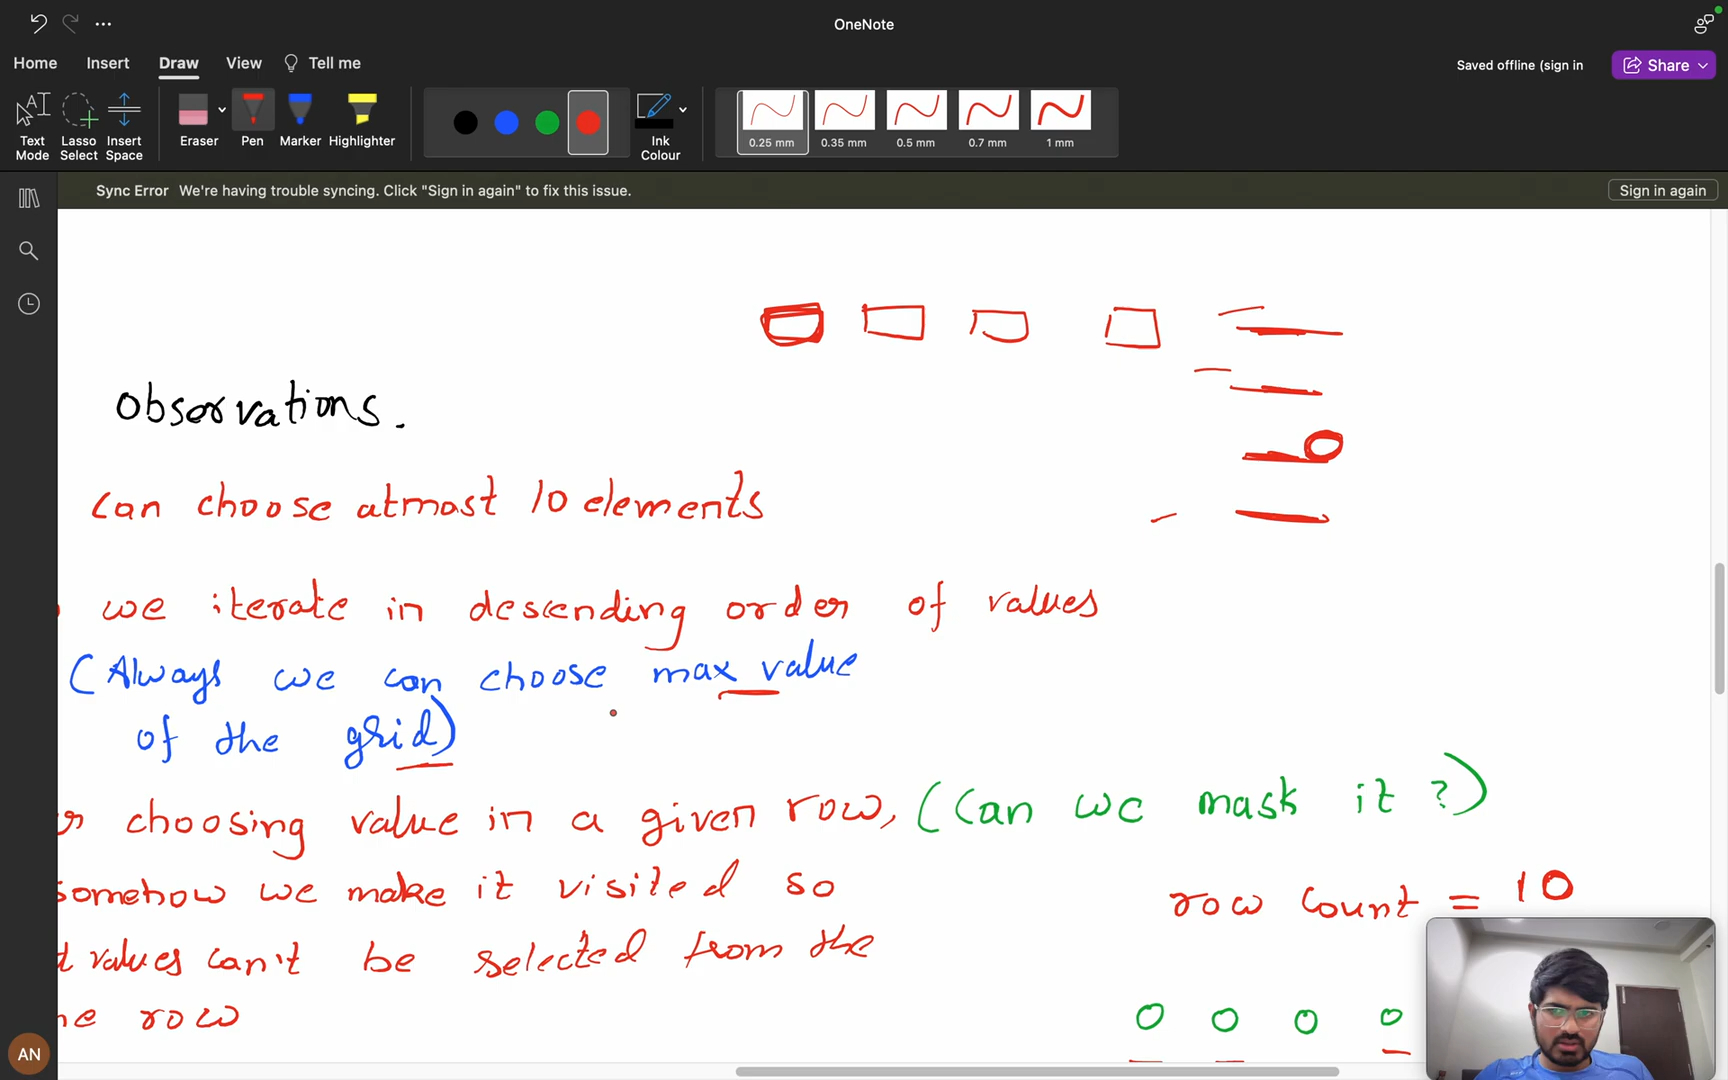 OneNote
Home Insert Draw View Tell me
Saved offline (sign in
Share
Text Mode
Lasso Select
Insert Space
Eraser
Pen
Marker
Highlighter
Ink Colour
0.25 mm
0.35 mm
0.5 mm
0.7 mm
1 mm
Sync Error We're having trouble syncing. Click "Sign in again" to fix this issue.
Sign in again
Observations.
can choose atmost 10 elements
we iterate in descending order of values
(Always we can choose max value
of the grid)
choosing value in a given row, (Can we mask it ?)
somehow we make it visited so
row count = 10
values can't be selected from the
row
0 0 0 0
AN